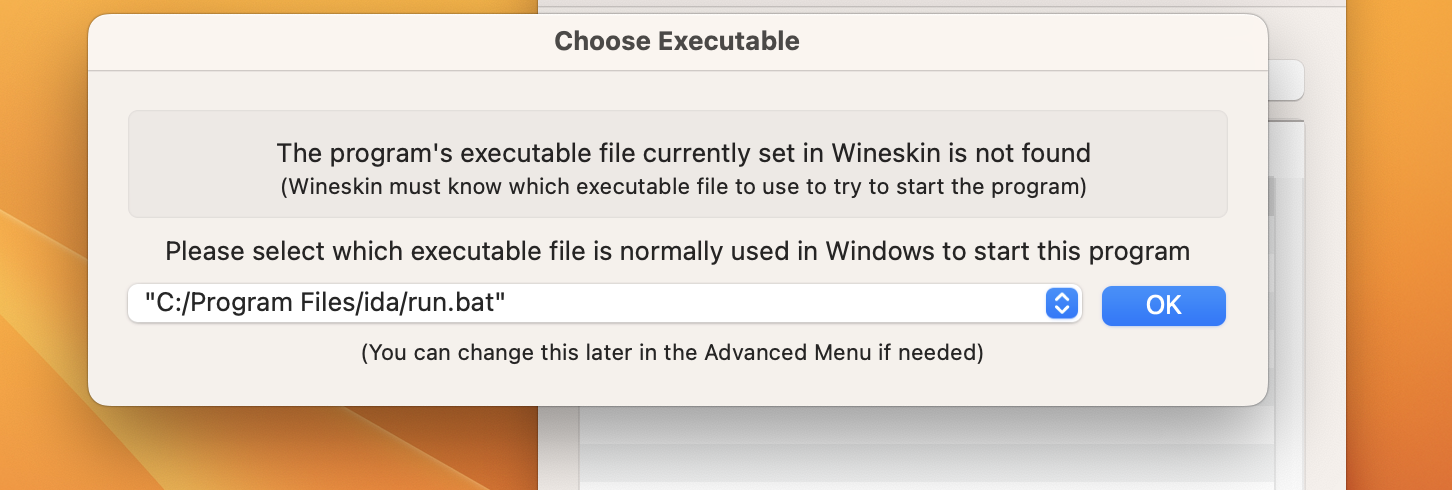 Choose Executable
The program's executable file currently set in Wineskin is not found
(Wineskin must know which executable file to use to try to start the program)
Please select which executable file is normally used in Windows to start this program
"C:/Program Files/ida/run.bat"
OK
(You can change this later in the Advanced Menu if needed)